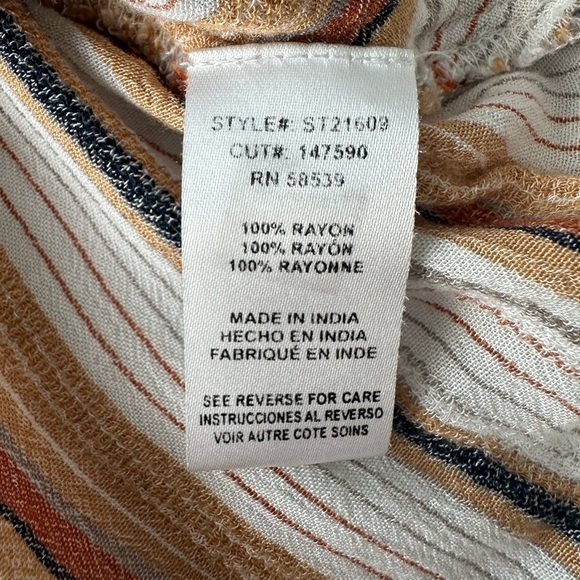 STYLE#: ST21609
CUT#: 147590
RN 58539
100% RAYON
100% RAYÓN
100% RAYONNE
MADE IN INDIA
HECHO EN INDIA
FABRIQUÉ EN INDE
SEE REVERSE FOR CARE
INSTRUCCIONES AL REVERSO
VOIR AUTRE COTE SOINS